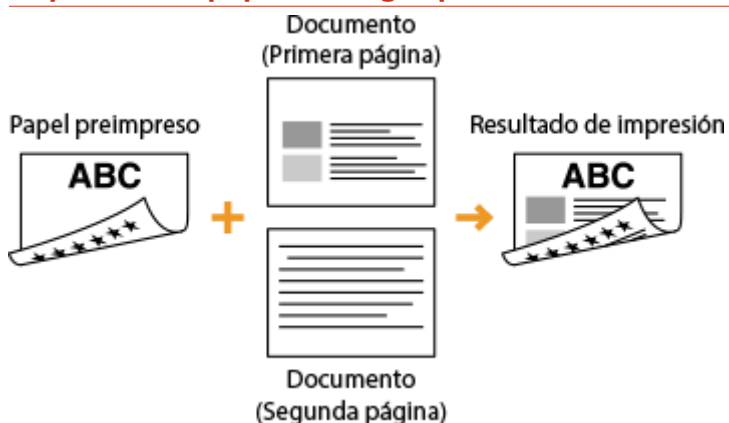 Documento
(Primera página)
Papel preimpreso
Resultado de impresión
ABC
ABC
Documento
(Segunda página)